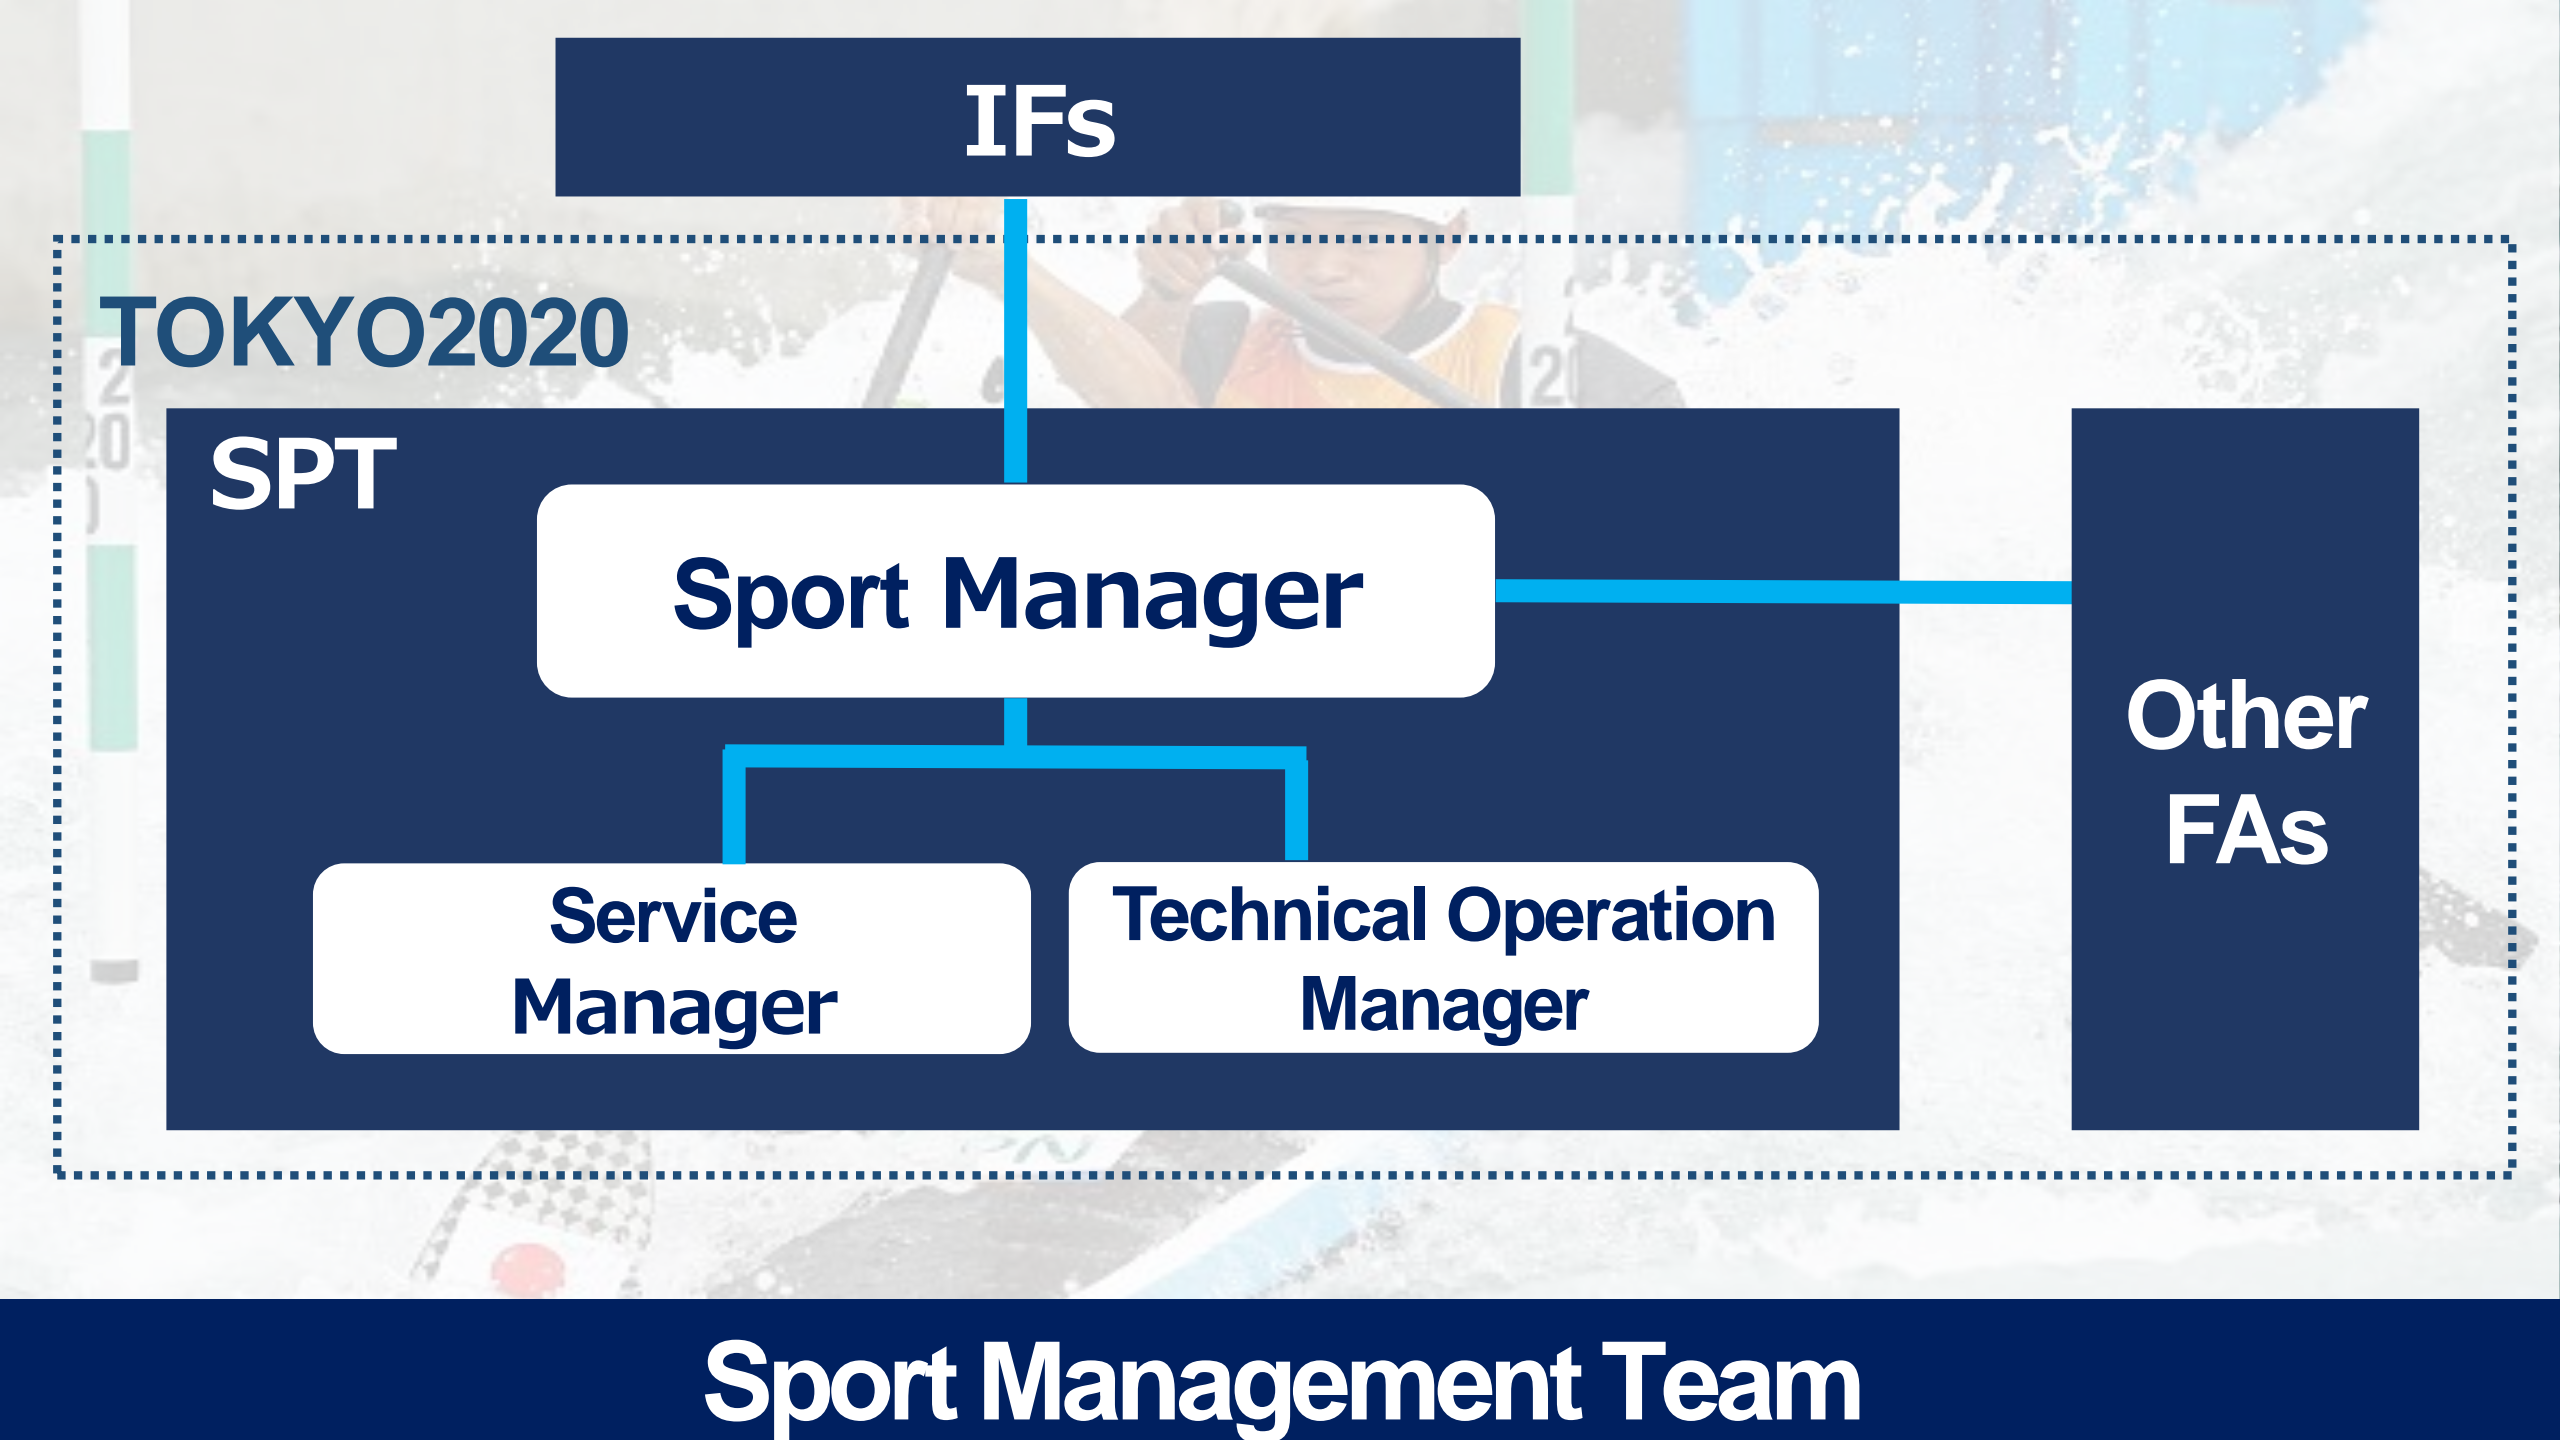 IFs
TOKYO2020
SPT
Sport Manager
Other
FAs
Service
Manager
Technical Operation
Manager
Sport Management Team